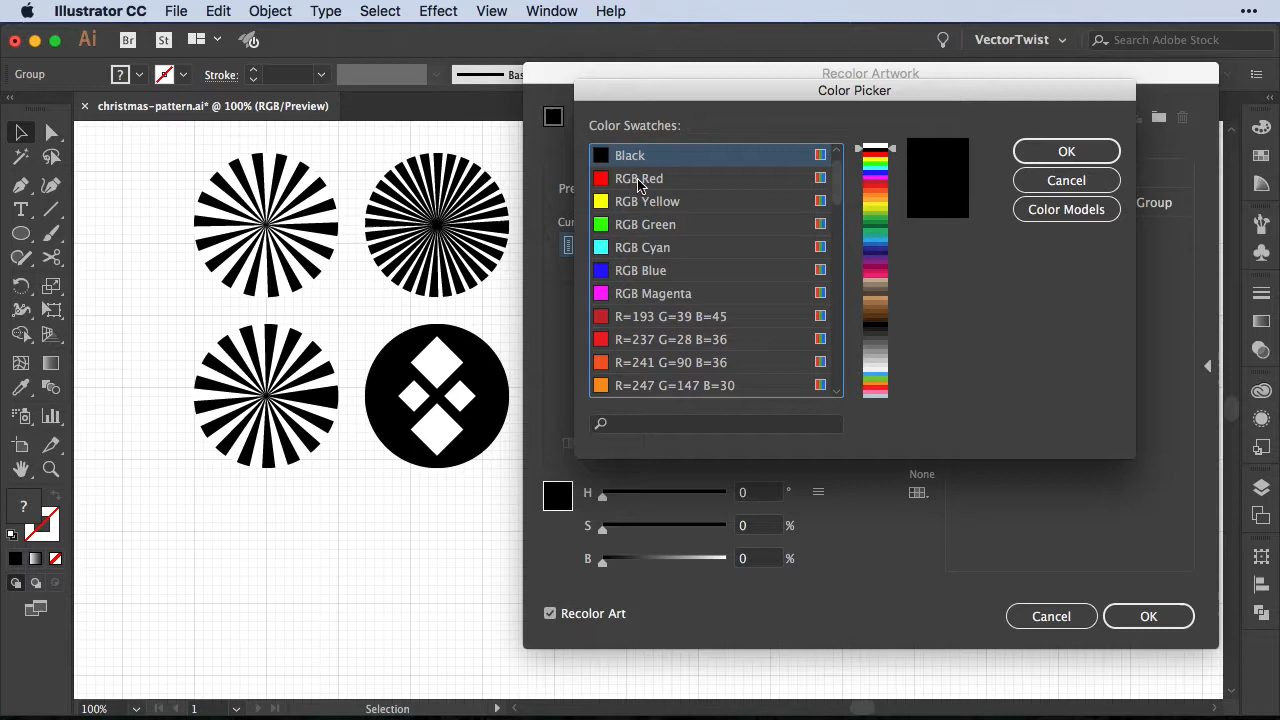 Illustrator CC File Edit Object Type Select Effect View Window Help
Ai Br St VectorTwist Search Adobe Stock
Group ? Stroke: Bas
Recolor Artwork
Color Picker
× christmas-pattern.ai* @ 100% (RGB/Preview)
Color Swatches:
Black
RGB Red
RGB Yellow
RGB Green
RGB Cyan
RGB Blue
RGB Magenta
R=193 G=39 B=45
R=237 G=28 B=36
R=241 G=90 B=36
R=247 G=147 B=30
OK
Cancel
Color Models
Pre
Group
Cur
None
H 0 °
S 0 %
B 0 %
?
Recolor Art
Cancel OK
100% 1 Selection